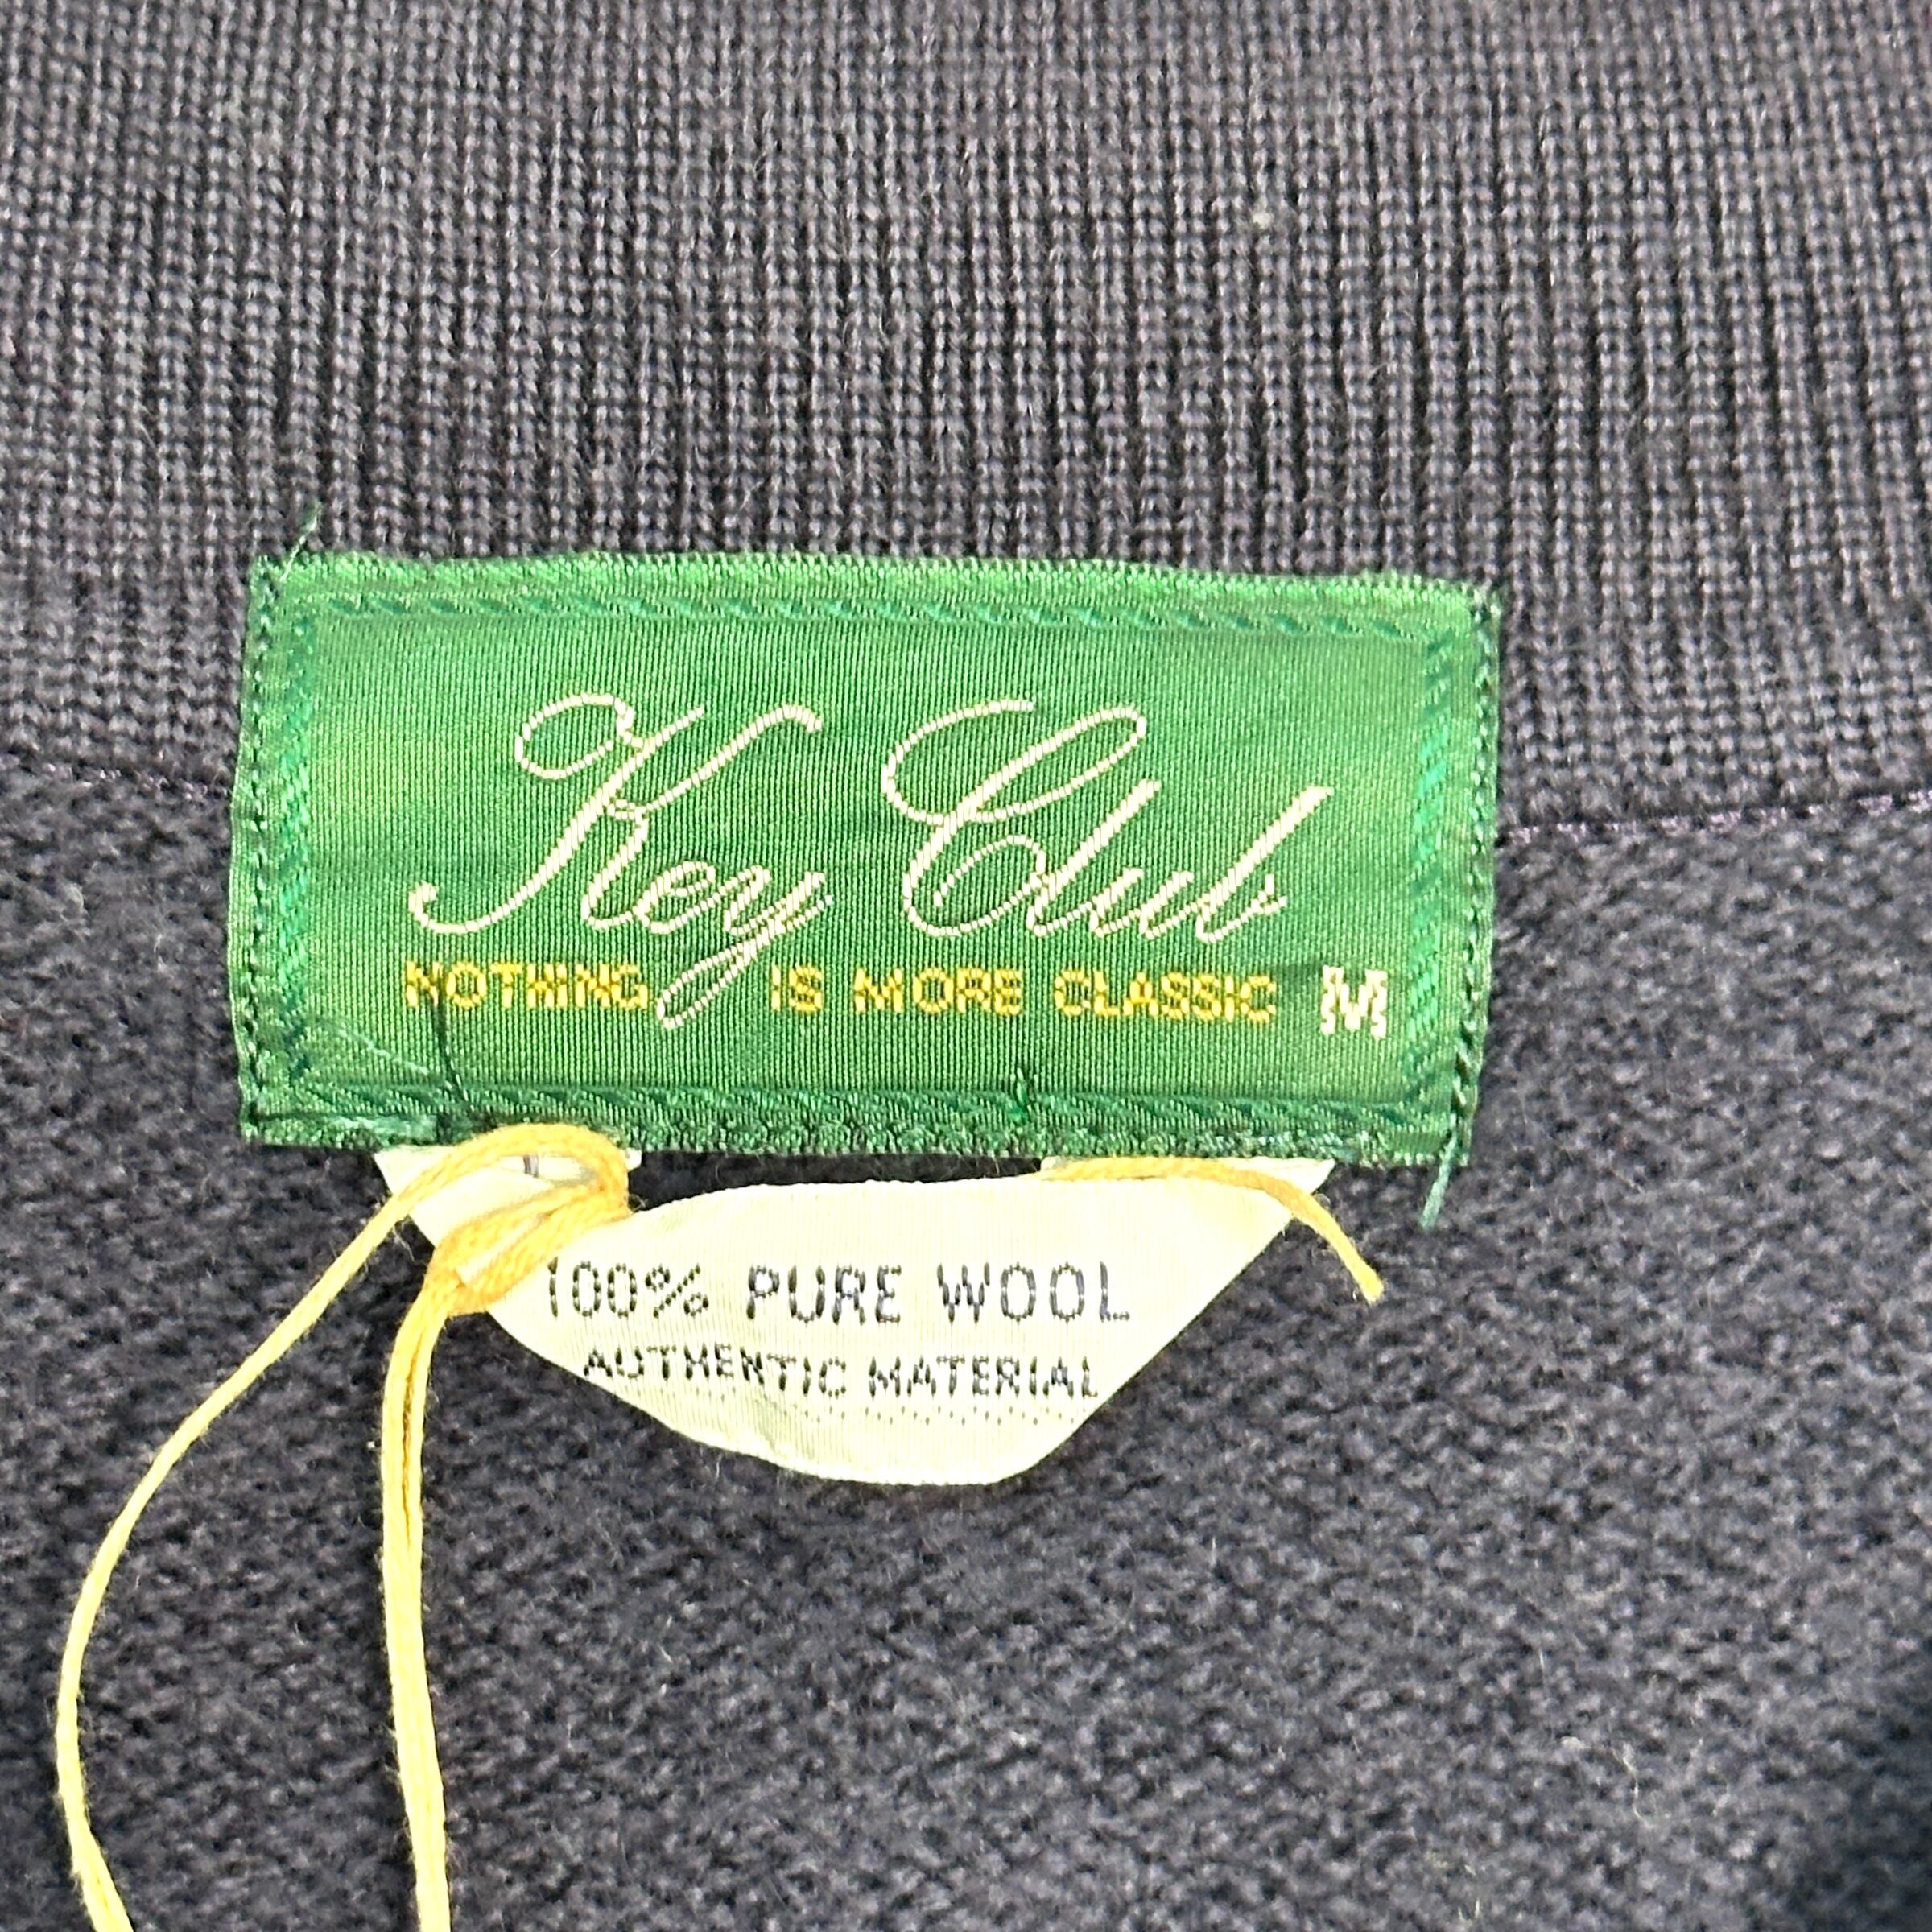 Key Club
NOTHING IS MORE CLASSIC M
100% PURE WOOL
AUTHENTIC MATERIAL